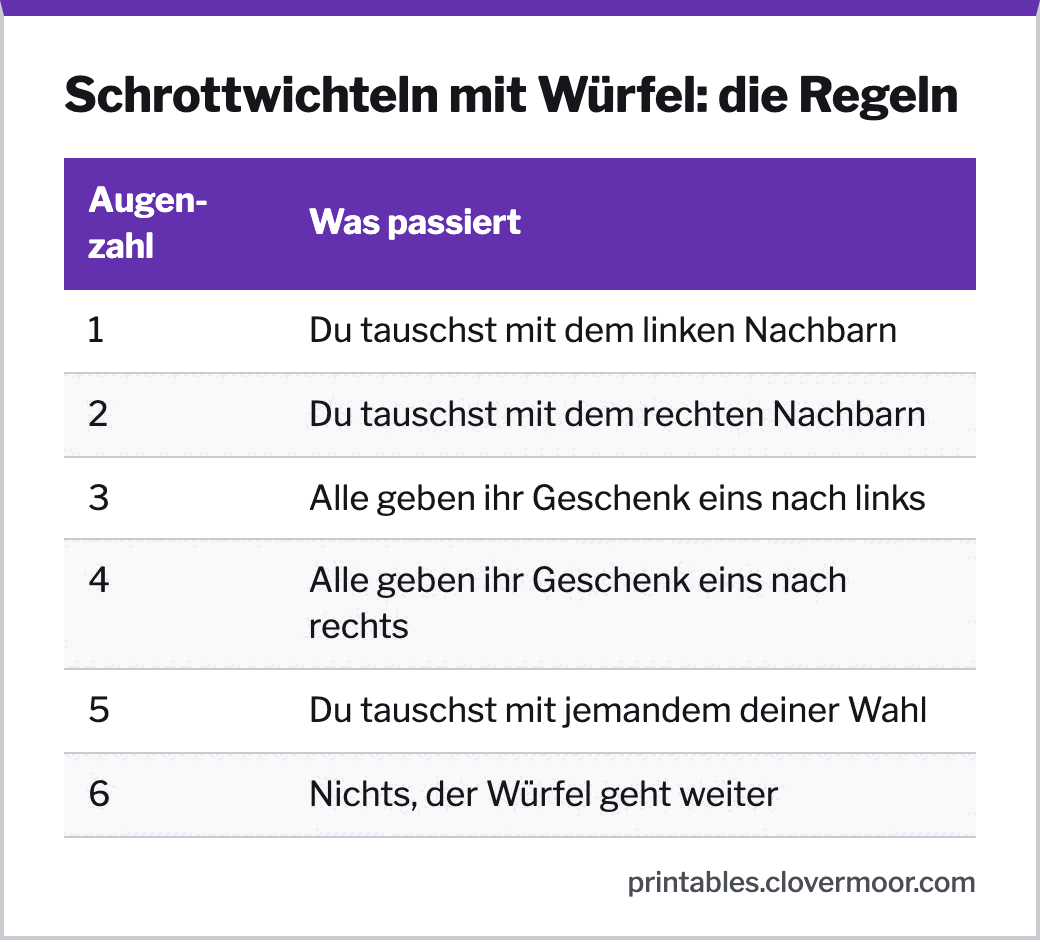 Schrottwichteln mit Würfel: die Regeln
Augen-
zahl
Was passiert
1 Du tauschst mit dem linken Nachbarn
2 Du tauschst mit dem rechten Nachbarn
3 Alle geben ihr Geschenk eins nach links
4 Alle geben ihr Geschenk eins nach
rechts
5 Du tauschst mit jemandem deiner Wahl
6 Nichts, der Würfel geht weiter
printables.clovermoor.com